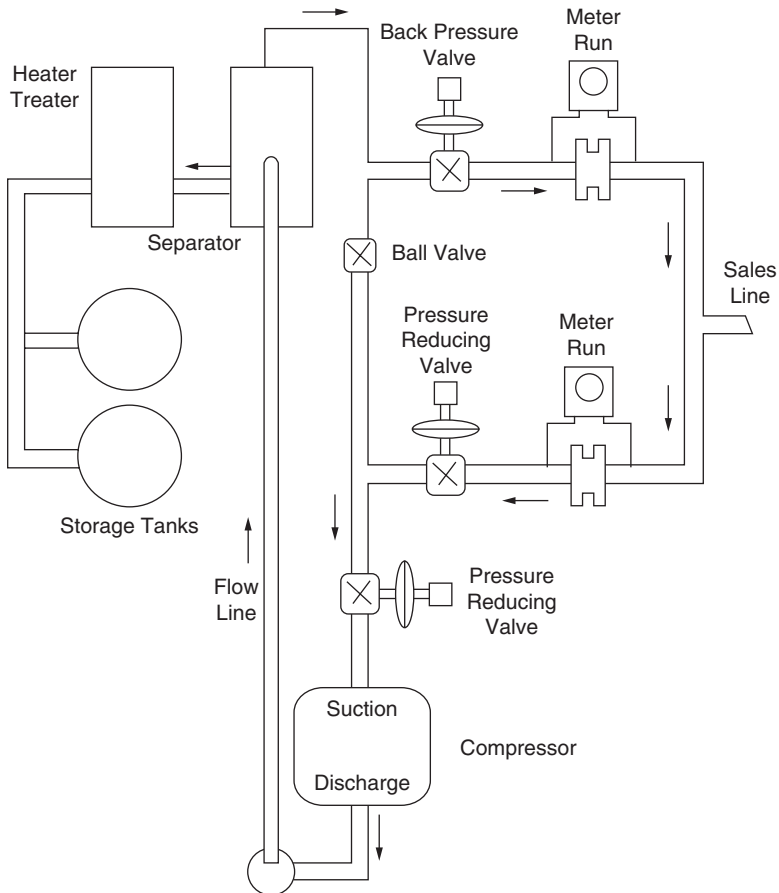 Heater
Treater
Back Pressure
Valve
Meter
Run
Separator
Ball Valve
Sales
Line
Pressure
Reducing
Valve
Meter
Run
Storage Tanks
Flow
Line
Pressure
Reducing
Valve
Suction
Compressor
Discharge